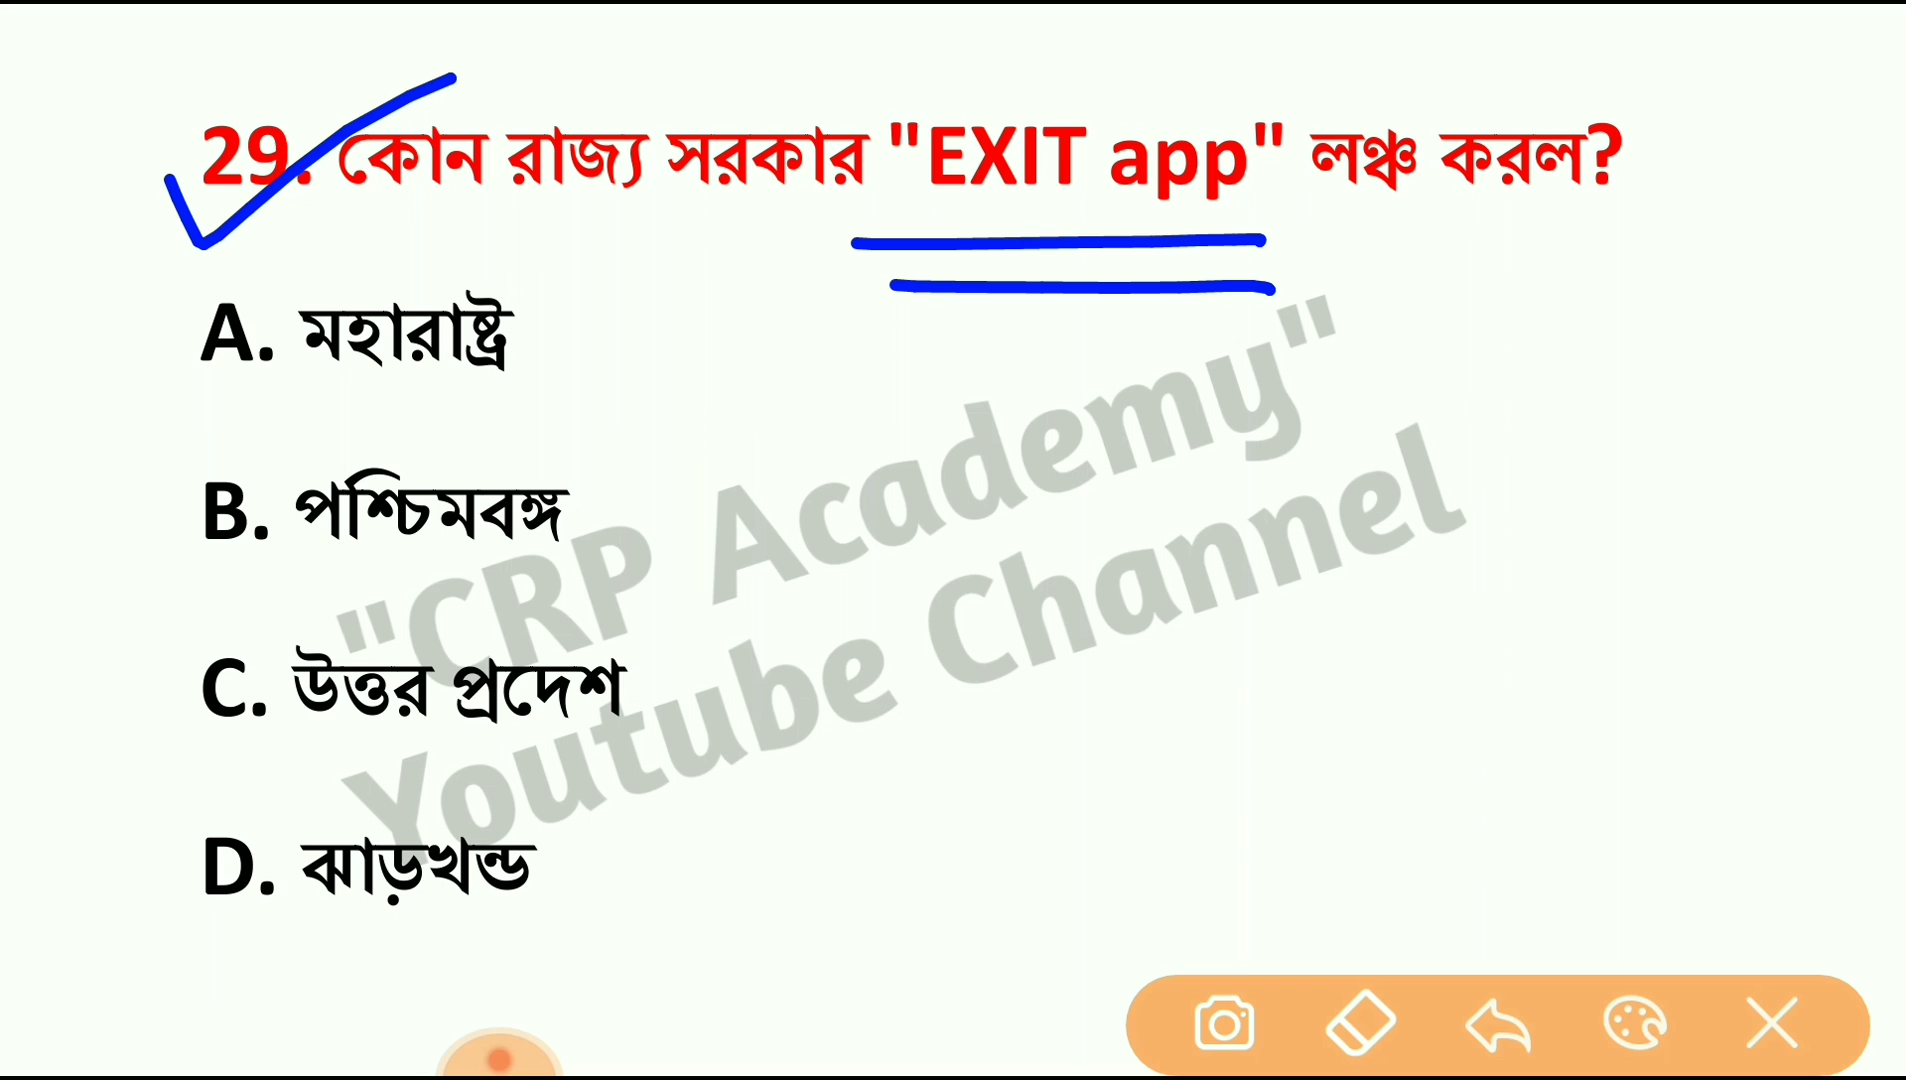 29. কোন রাজ্য সরকার "EXIT app" লঞ্চ করল?
A. মহারাষ্ট্র
B. পশ্চিমবঙ্গ
C. উত্তর প্রদেশ
D. ঝাড়খন্ড
"CRP Academy"
Youtube Channel